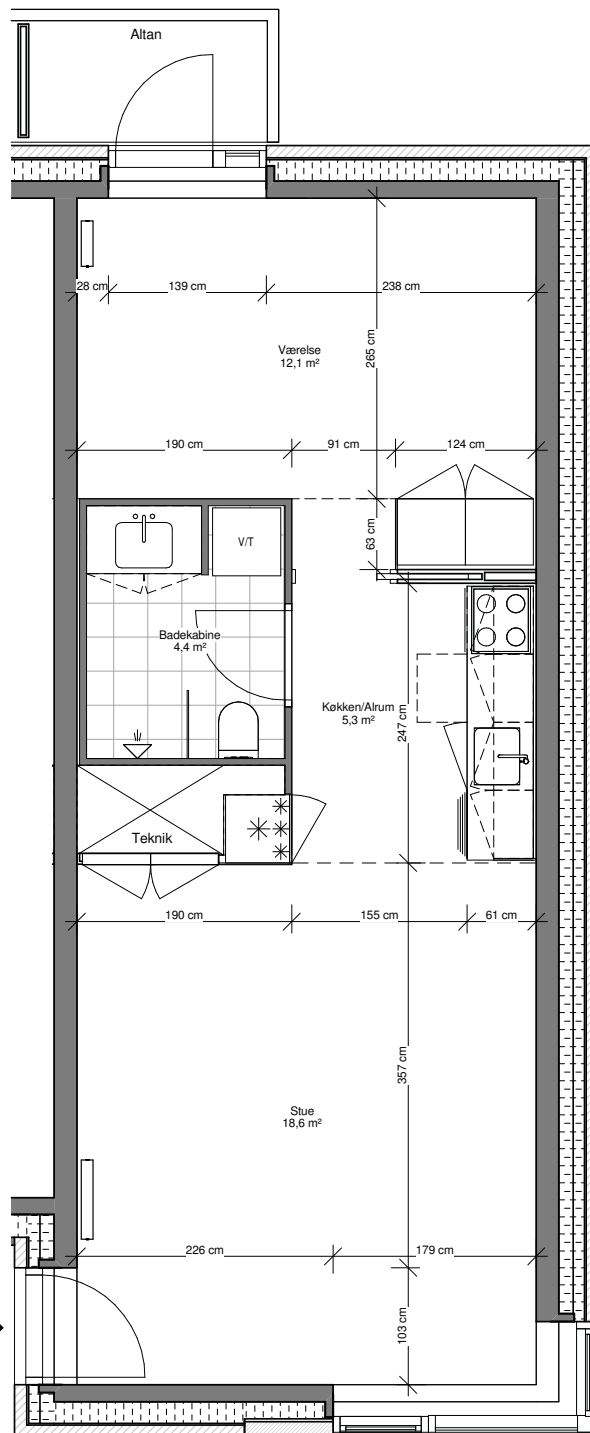 Altan
28 cm
139 cm
238 cm
265 cm
Værelse
12,1 m²
190 cm
91 cm
124 cm
63 cm
V/T
Badekabine
4,4 m²
Køkken/Alrum
5,3 m²
247 cm
Teknik
190 cm
155 cm
61 cm
357 cm
Stue
18,6 m²
226 cm
179 cm
103 cm